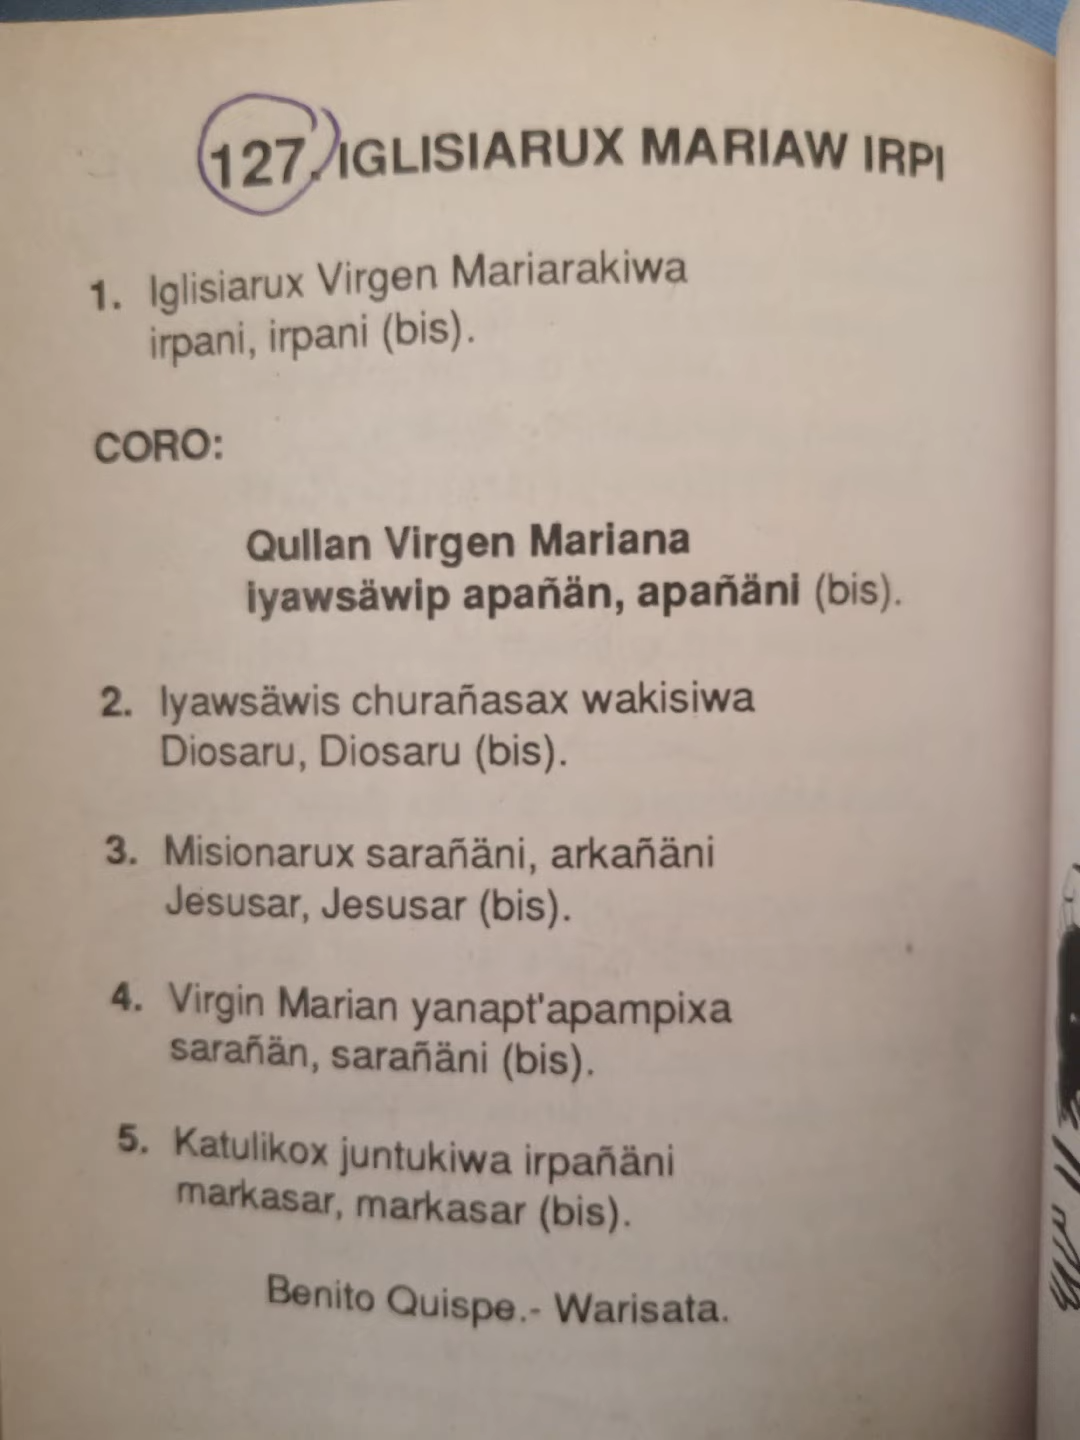 127. IGLISIARUX MARIAW IRPI
1. Iglisiarux Virgen Mariarakiwa
irpani, irpani (bis).
CORO:
Qullan Virgen Mariana
iyawsäwip apañän, apañäni (bis).
2. Iyawsäwis churañasax wakisiwa
Diosaru, Diosaru (bis).
3. Misionarux sarañäni, arkañäni
Jesusar, Jesusar (bis).
4. Virgin Marian yanapt'apampixa
sarañän, sarañäni (bis).
5. Katulikox juntukiwa irpañäni
markasar, markasar (bis).
Benito Quispe.- Warisata.